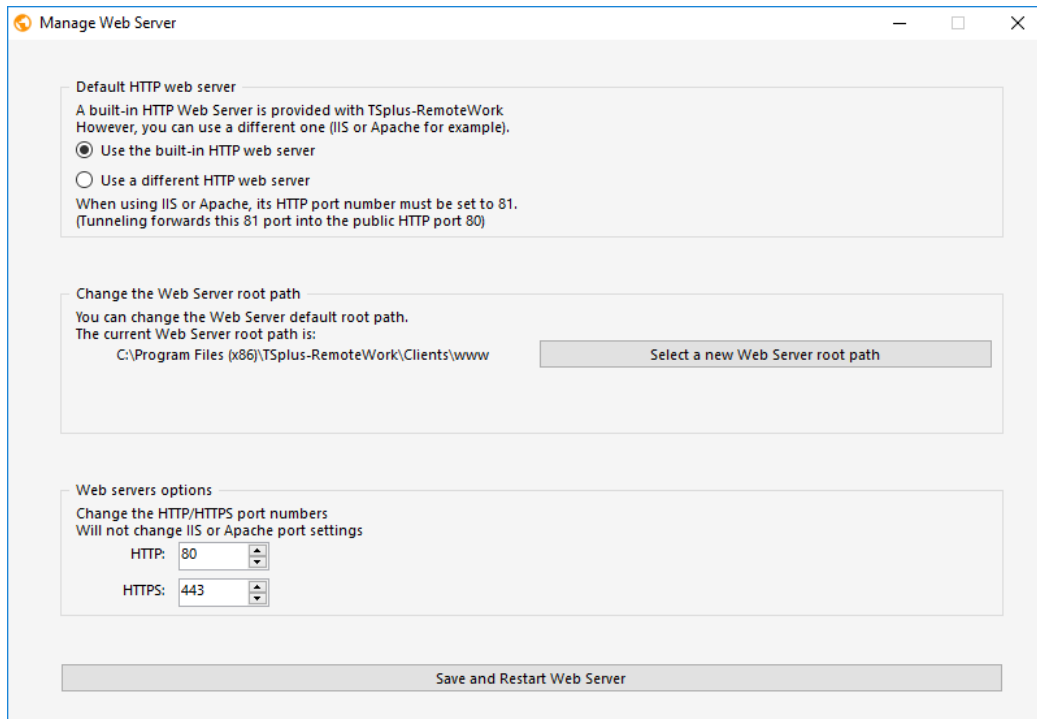 Manage Web Server
Default HTTP web server
A built-in HTTP Web Server is provided with TSplus-RemoteWork
However, you can use a different one (IIS or Apache for example).
Use the built-in HTTP web server
Use a different HTTP web server
When using IIS or Apache, its HTTP port number must be set to 81.
(Tunneling forwards this 81 port into the public HTTP port 80)
Change the Web Server root path
You can change the Web Server default root path.
The current Web Server root path is:
C:\Program Files (x86)\TSplus-RemoteWork\Clients\www
Select a new Web Server root path
Web servers options
Change the HTTP/HTTPS port numbers
Will not change IIS or Apache port settings
HTTP: 80
HTTPS: 443
Save and Restart Web Server